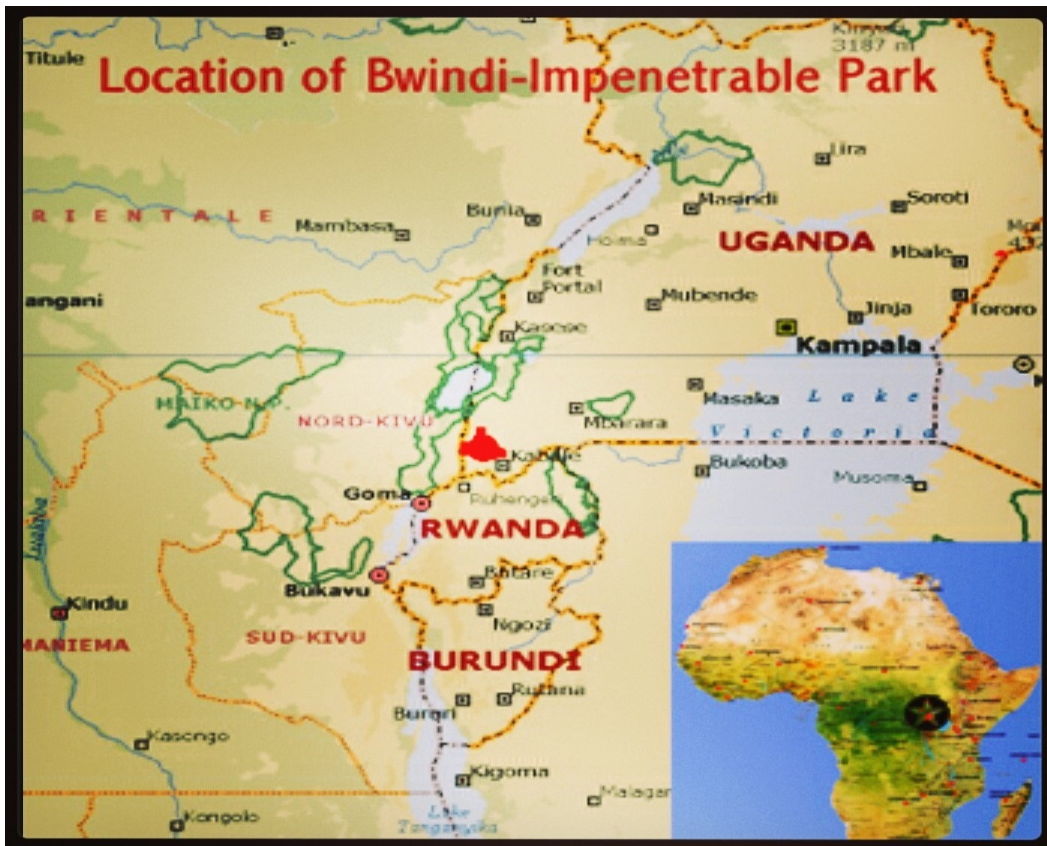 Titule
3187 m
Location of Bwindi-Impenetrable Park
Lira
RIENTALE
Mambasa
Bunia
Masindi
Soroti
Hoima
UGANDA
Mbale
Fort
Portal
angani
Mubende
Jinja
Tororo
Kasese
Kampala
MAIKO N.P.
NORD-KIVU
Mbarara
Masaka
Lake
Victoria
Kabale
Bukoba
Musoma
Goma
Ruhengeri
RWANDA
Lualaba
Butare
Bukavu
Kindu
Ngozi
MANIEMA
SUD-KIVU
BURUNDI
Rutana
Bururi
Kasongo
Kigoma
Malagar
Kongolo
Lake
Tanganyika